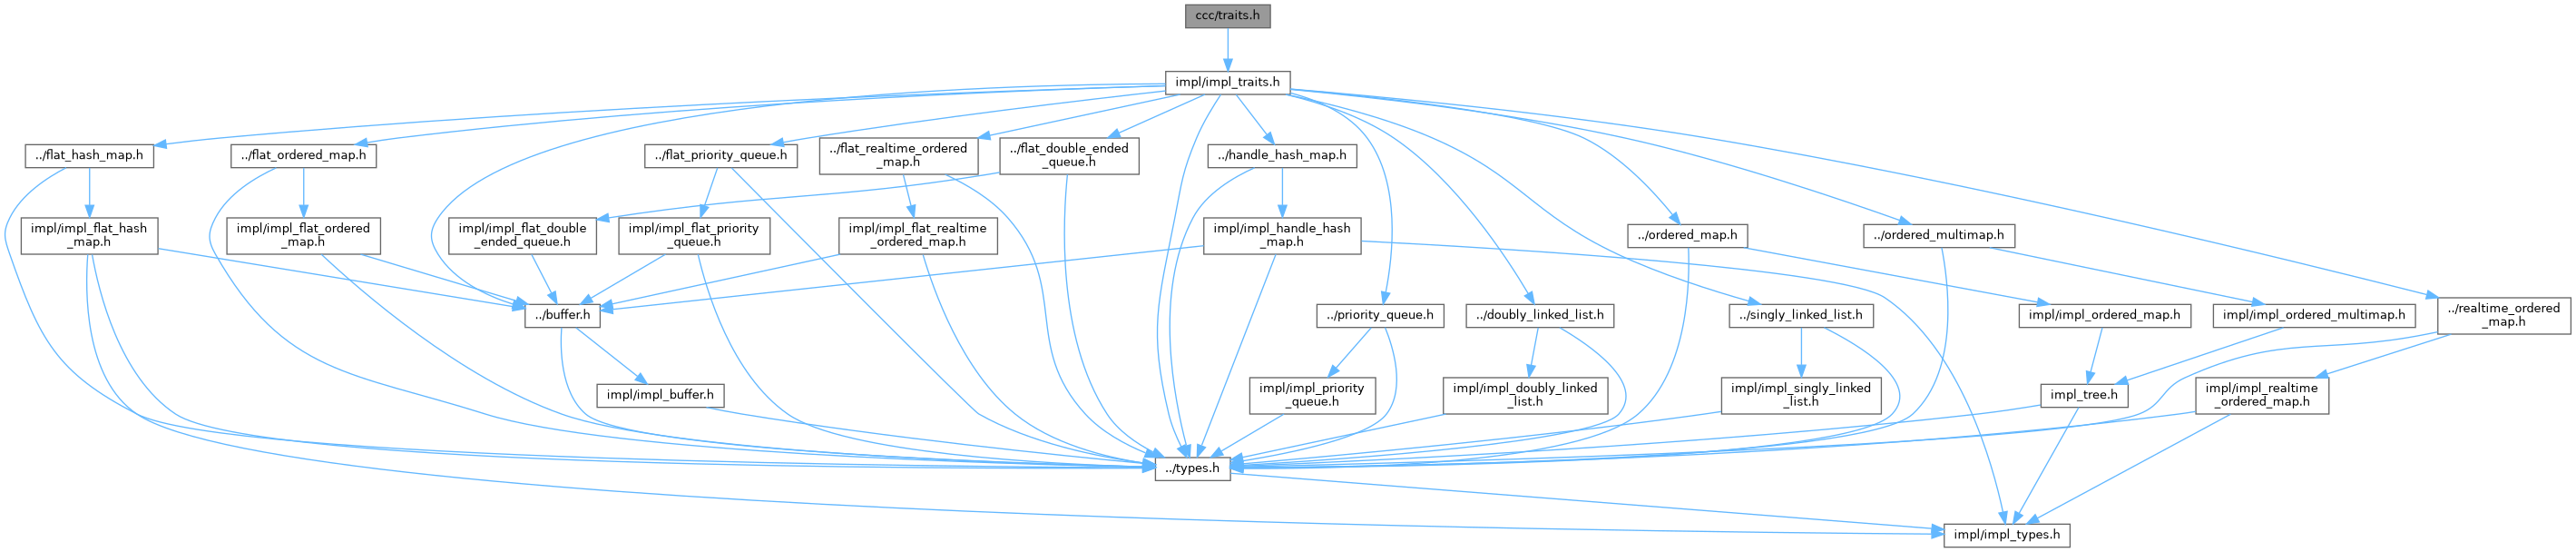 ccc/traits.h
impl/impl_traits.h
../flat_hash_map.h
../flat_ordered_map.h
../flat_priority_queue.h
../flat_realtime_ordered
_map.h
../flat_double_ended
_queue.h
../handle_hash_map.h
impl/impl_flat_hash
_map.h
impl/impl_flat_ordered
_map.h
impl/impl_flat_double
_ended_queue.h
impl/impl_flat_priority
_queue.h
impl/impl_flat_realtime
_ordered_map.h
impl/impl_handle_hash
_map.h
../ordered_map.h
../ordered_multimap.h
../buffer.h
../priority_queue.h
../doubly_linked_list.h
../singly_linked_list.h
impl/impl_ordered_map.h
impl/impl_ordered_multimap.h
../realtime_ordered
_map.h
impl/impl_buffer.h
impl/impl_priority
_queue.h
impl/impl_doubly_linked
_list.h
impl/impl_singly_linked
_list.h
impl_tree.h
impl/impl_realtime
_ordered_map.h
../types.h
impl/impl_types.h